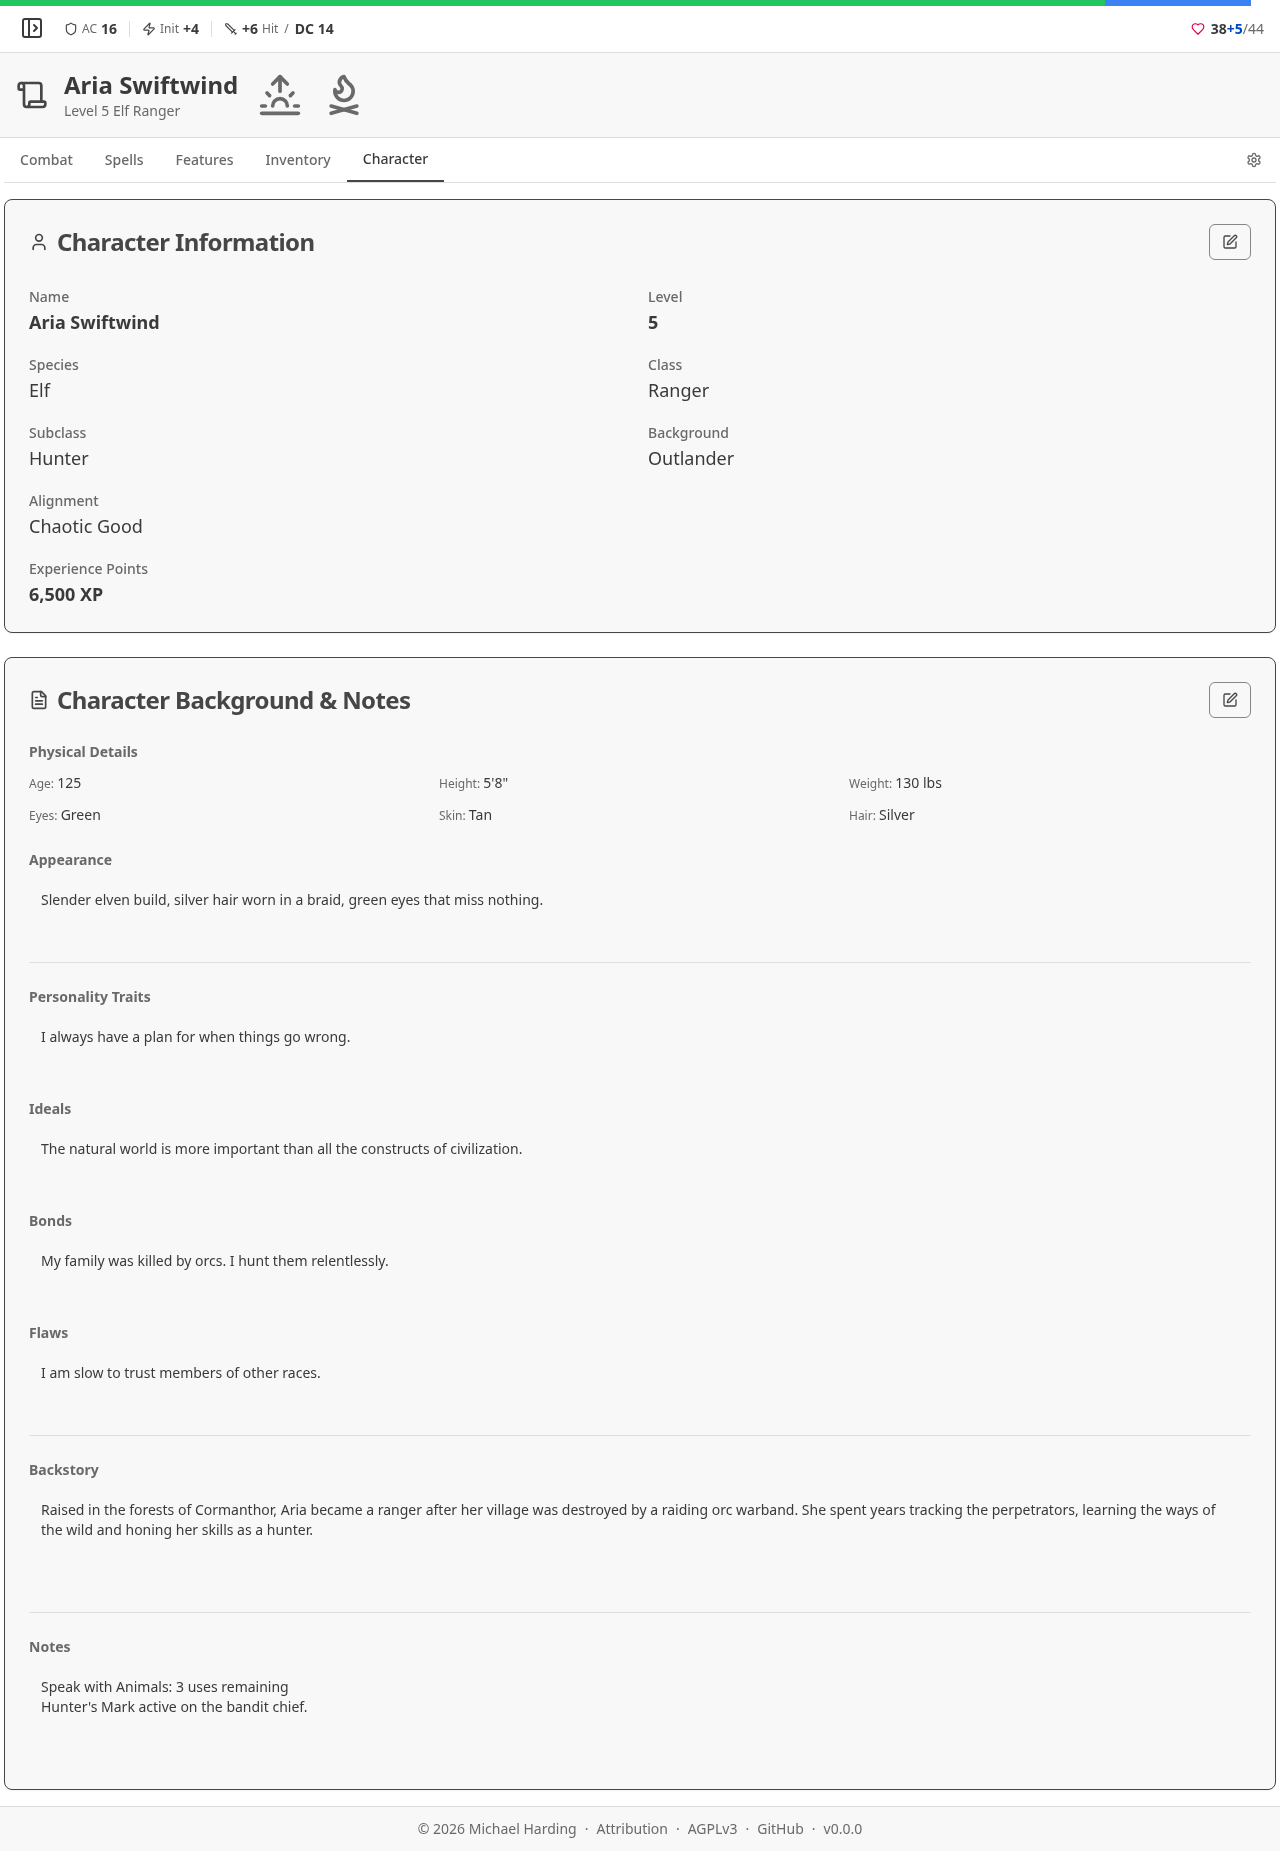 AC 16 Init +4 +6 Hit / DC 14 38+5/44
Aria Swiftwind
Level 5 Elf Ranger
Combat Spells Features Inventory Character
Character Information
Name Level
Aria Swiftwind 5
Species Class
Elf Ranger
Subclass Background
Hunter Outlander
Alignment
Chaotic Good
Experience Points
6,500 XP
Character Background & Notes
Physical Details
Age: 125 Height: 5'8" Weight: 130 lbs
Eyes: Green Skin: Tan Hair: Silver
Appearance
Slender elven build, silver hair worn in a braid, green eyes that miss nothing.
Personality Traits
I always have a plan for when things go wrong.
Ideals
The natural world is more important than all the constructs of civilization.
Bonds
My family was killed by orcs. I hunt them relentlessly.
Flaws
I am slow to trust members of other races.
Backstory
Raised in the forests of Cormanthor, Aria became a ranger after her village was destroyed by a raiding orc warband. She spent years tracking the perpetrators, learning the ways of
the wild and honing her skills as a hunter.
Notes
Speak with Animals: 3 uses remaining
Hunter's Mark active on the bandit chief.
© 2026 Michael Harding · Attribution · AGPLv3 · GitHub · v0.0.0